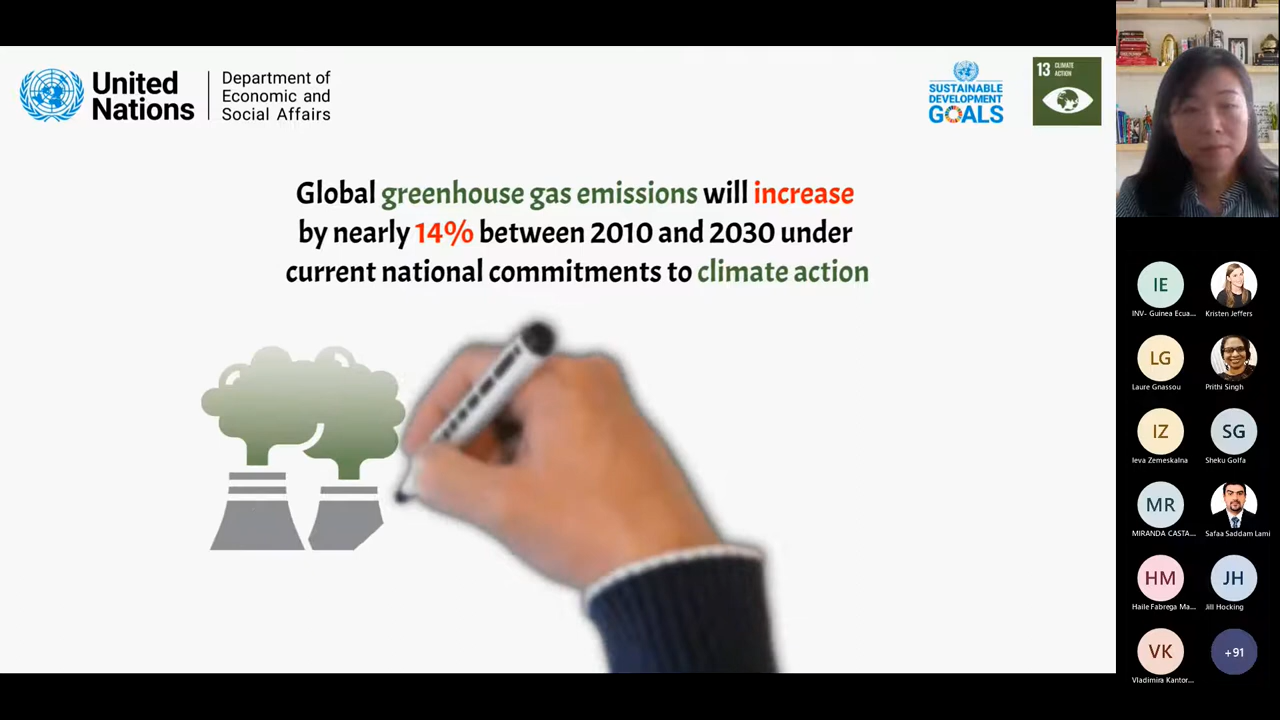 United
Nations
Department of
Economic and
Social Affairs
SUSTAINABLE
DEVELOPMENT
GOALS
13 CLIMATE
ACTION
Global greenhouse gas emissions will increase
by nearly 14% between 2010 and 2030 under
current national commitments to climate action
IE
INV- Guinea Ecua...
Kristen Jeffers
LG
Laure Gnassou
Prithi Singh
IZ
Ieva Zemeskalna
SG
Sheku Golfa
MR
MIRANDA CASTA...
Safaa Saddam Lami
HM
Haile Fabrega Ma...
JH
Jill Hocking
VK
Vladimira Kantor...
+91